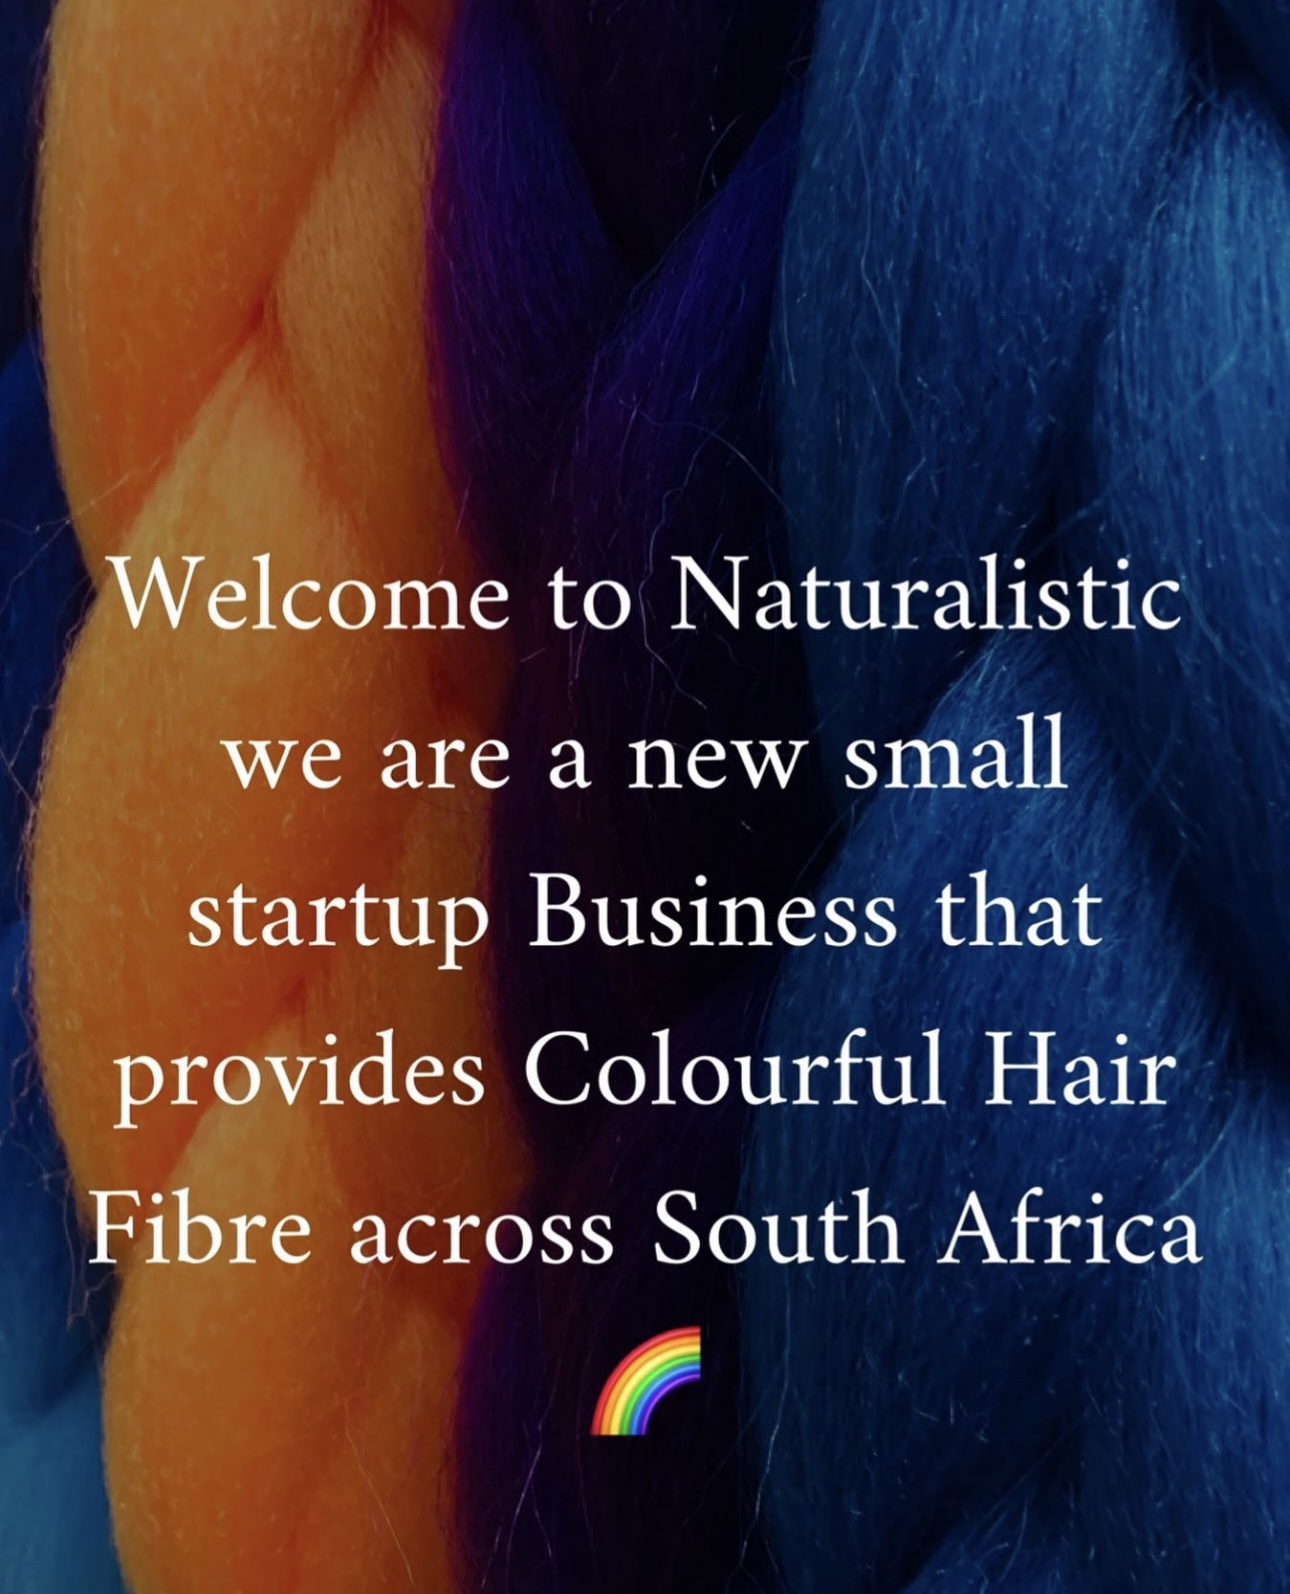 Welcome to Naturalistic
we are a new small
startup Business that
provides Colourful Hair
Fibre across South Africa
🌈